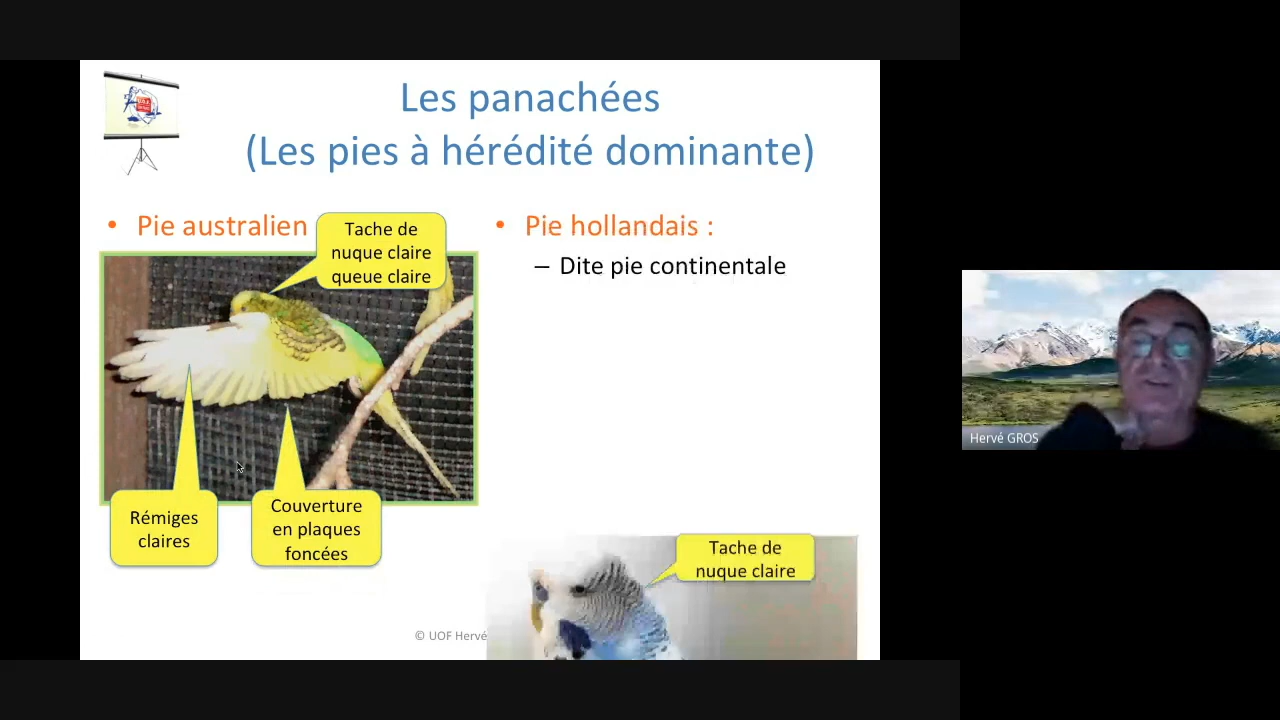 Les panachées
(Les pies à hérédité dominante)
• Pie australien
Tache de
nuque claire
queue claire
Rémiges
claires
Couverture
en plaques
foncées
• Pie hollandais :
– Dite pie continentale
Tache de
nuque claire
© UOF Hervé
Hervé GROS